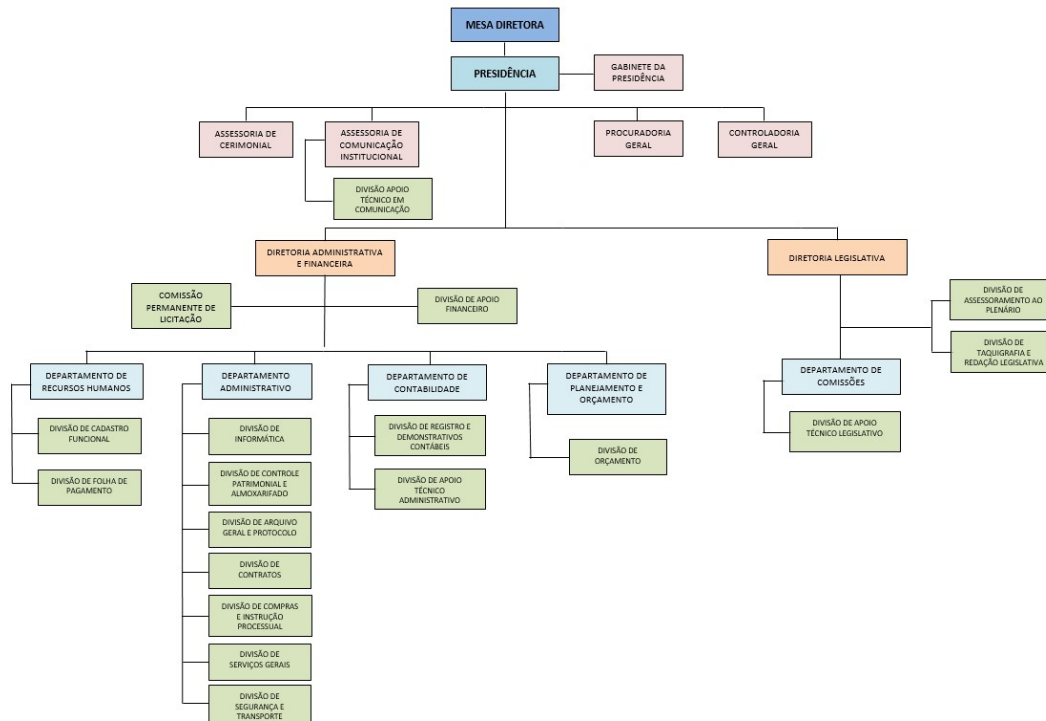 MESA DIRETORA
PRESIDÊNCIA
GABINETE DA
PRESIDÊNCIA
ASSESSORIA DE
CERIMONIAL
ASSESSORIA DE
COMUNICAÇÃO
INSTITUCIONAL
PROCURADORIA
GERAL
CONTROLADORIA
GERAL
DIVISÃO APOIO
TÉCNICO EM
COMUNICAÇÃO
DIRETORIA ADMINISTRATIVA
E FINANCEIRA
DIRETORIA LEGISLATIVA
COMISSÃO
PERMANENTE DE
LICITAÇÃO
DIVISÃO DE APOIO
FINANCEIRO
DIVISÃO DE
ASSESSORAMENTO AO
PLENÁRIO
DIVISÃO DE
TAQUIGRAFIA E
REDAÇÃO LEGISLATIVA
DEPARTAMENTO DE
RECURSOS HUMANOS
DIVISÃO DE CADASTRO
FUNCIONAL
DIVISÃO DE FOLHA DE
PAGAMENTO
DEPARTAMENTO
ADMINISTRATIVO
DIVISÃO DE
INFORMÁTICA
DIVISÃO DE CONTROLE
PATRIMONIAL E
ALMOXARIFADO
DIVISÃO DE ARQUIVO
GERAL E PROTOCOLO
DIVISÃO DE
CONTRATOS
DIVISÃO DE COMPRAS
E INSTRUÇÃO
PROCESSUAL
DIVISÃO DE
SERVIÇOS GERAIS
DIVISÃO DE
SEGURANÇA E
TRANSPORTE
DEPARTAMENTO DE
CONTABILIDADE
DIVISÃO DE REGISTRO E
DEMONSTRATIVOS
CONTÁBEIS
DIVISÃO DE APOIO
TÉCNICO
ADMINISTRATIVO
DEPARTAMENTO DE
PLANEJAMENTO E
ORÇAMENTO
DIVISÃO DE
ORÇAMENTO
DEPARTAMENTO DE
COMISSÕES
DIVISÃO DE APOIO
TÉCNICO LEGISLATIVO